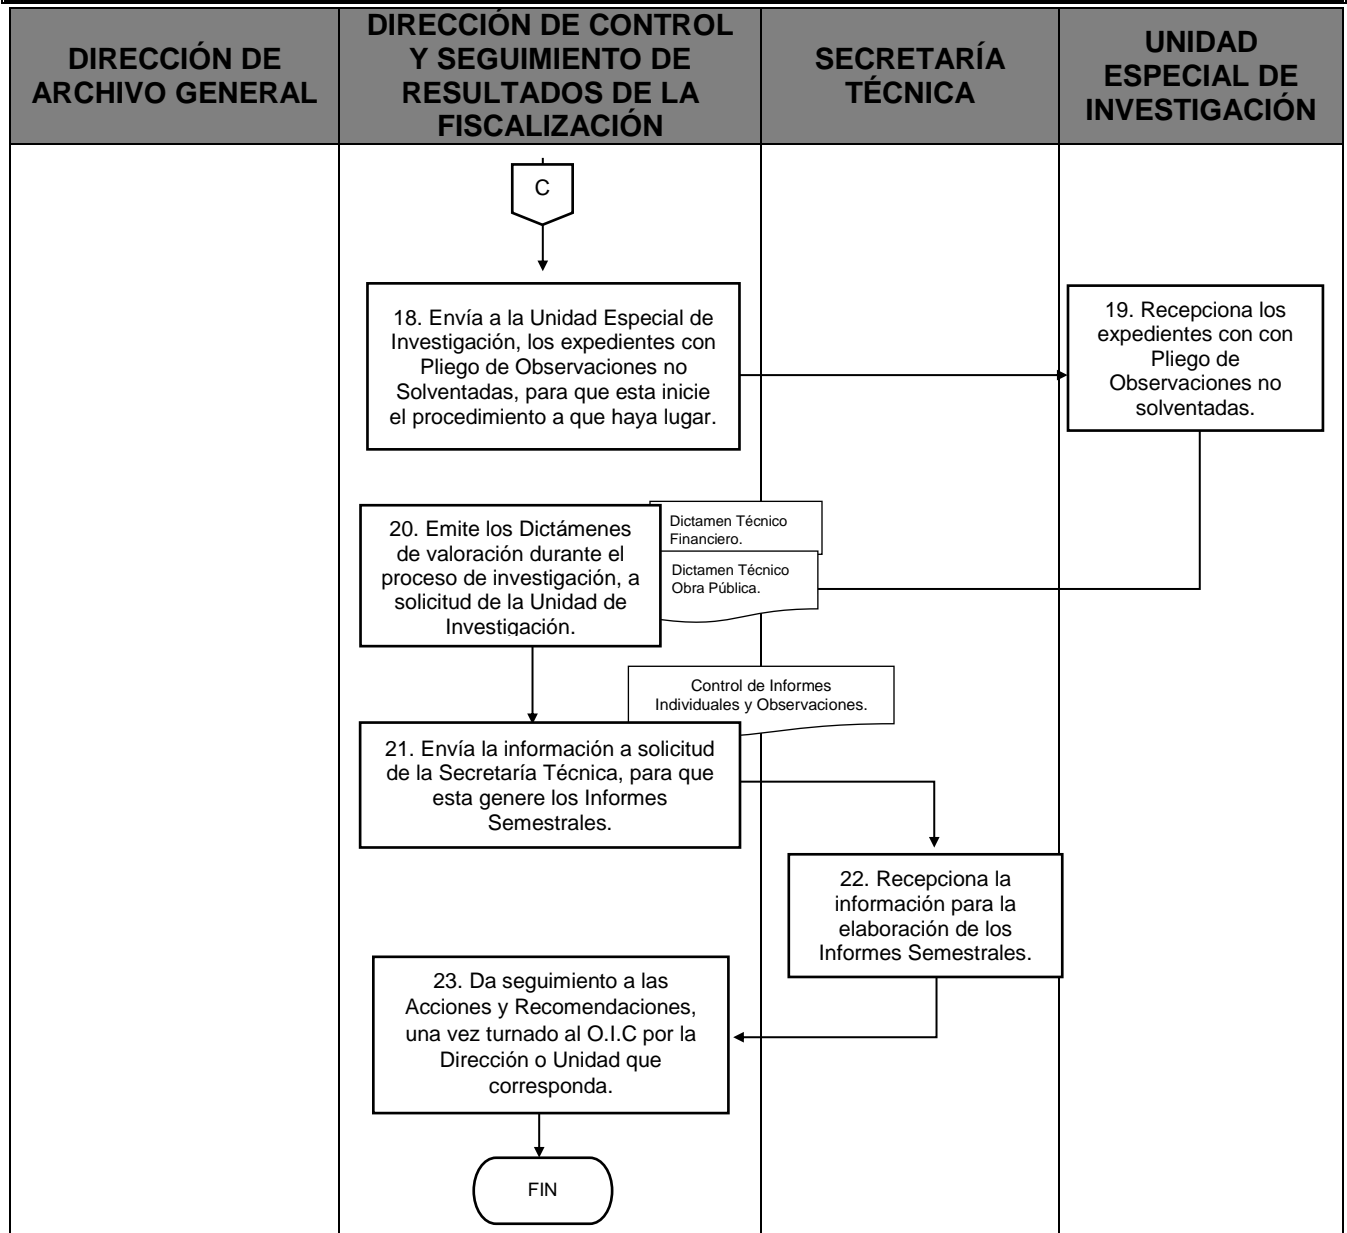 DIRECCIÓN DE
ARCHIVO GENERAL
DIRECCIÓN DE CONTROL
Y SEGUIMIENTO DE
RESULTADOS DE LA
FISCALIZACIÓN
SECRETARÍA
TÉCNICA
UNIDAD
ESPECIAL DE
INVESTIGACIÓN
C
18. Envía a la Unidad Especial de
Investigación, los expedientes con
Pliego de Observaciones no
Solventadas, para que esta inicie
el procedimiento a que haya lugar.
19. Recepciona los
expedientes con con
Pliego de
Observaciones no
solventadas.
20. Emite los Dictámenes
de valoración durante el
proceso de investigación, a
solicitud de la Unidad de
Investigación.
Dictamen Técnico
Financiero.
Dictamen Técnico
Obra Pública.
Control de Informes
Individuales y Observaciones.
21. Envía la información a solicitud
de la Secretaría Técnica, para que
esta genere los Informes
Semestrales.
22. Recepciona la
información para la
elaboración de los
Informes Semestrales.
23. Da seguimiento a las
Acciones y Recomendaciones,
una vez turnado al O.I.C por la
Dirección o Unidad que
corresponda.
FIN